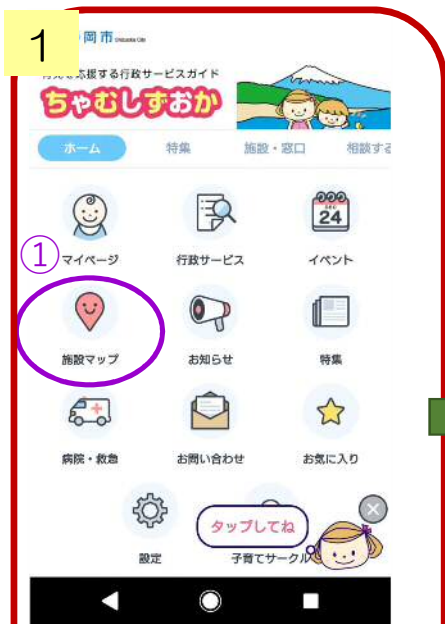 1
岡市
応援する行政サービスガイド
ちゃむしずおか
ホーム 特集 施設・窓口 相談する
DEC
24
① マイページ 行政サービス イベント
施設マップ お知らせ 特集
病院・救急 お問い合わせ お気に入り
タップしてね
設定 子育てサークル